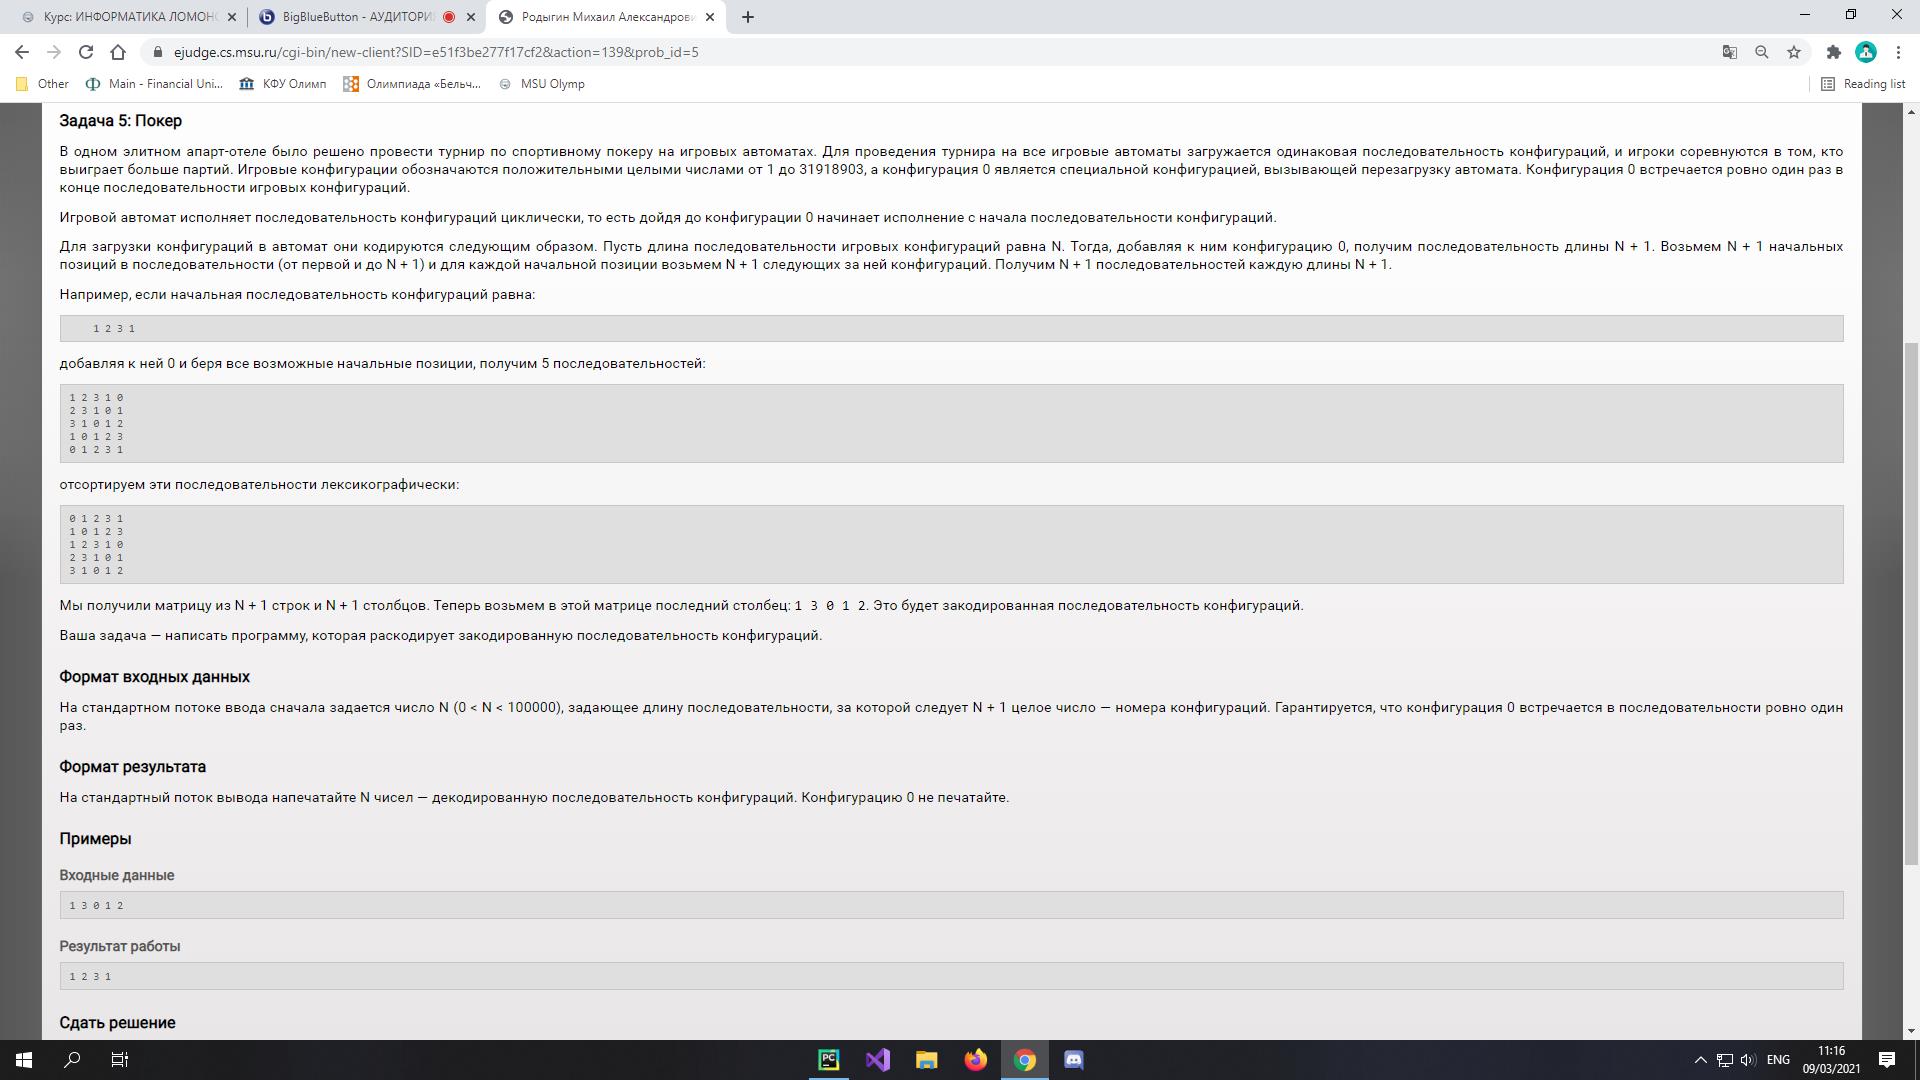 Курс: ИНФОРМАТИКА ЛОМОНО
BigBlueButton - АУДИТОРИ
Родыгин Михаил Александрови
ejudge.cs.msu.ru/cgi-bin/new-client?SID=e51f3be277f17cf2&action=139&prob_id=5
Other
Main - Financial Uni...
КФУ Олимп
Олимпиада «Бельч...
MSU Olymp
Reading list
Задача 5: Покер
В одном элитном апарт-отеле было решено провести турнир по спортивному покеру на игровых автоматах. Для проведения турнира на все игровые автоматы загружается одинаковая последовательность конфигураций, и игроки соревнуются в том, кто
выиграет больше партий. Игровые конфигурации обозначаются положительными целыми числами от 1 до 31918903, а конфигурация 0 является специальной конфигурацией, вызывающей перезагрузку автомата. Конфигурация 0 встречается ровно один раз в
конце последовательности игровых конфигураций.
Игровой автомат исполняет последовательность конфигураций циклически, то есть дойдя до конфигурации 0 начинает исполнение с начала последовательности конфигураций.
Для загрузки конфигураций в автомат они кодируются следующим образом. Пусть длина последовательности игровых конфигураций равна N. Тогда, добавляя к ним конфигурацию 0, получим последовательность длины N + 1. Возьмем N + 1 начальных
позиций в последовательности (от первой и до N + 1) и для каждой начальной позиции возьмем N + 1 следующих за ней конфигураций. Получим N + 1 последовательностей каждую длины N + 1.
Например, если начальная последовательность конфигураций равна:
1 2 3 1
добавляя к ней 0 и беря все возможные начальные позиции, получим 5 последовательностей:
1 2 3 1 0
2 3 1 0 1
3 1 0 1 2
1 0 1 2 3
0 1 2 3 1
отсортируем эти последовательности лексикографически:
0 1 2 3 1
1 0 1 2 3
1 2 3 1 0
2 3 1 0 1
3 1 0 1 2
Мы получили матрицу из N + 1 строк и N + 1 столбцов. Теперь возьмем в этой матрице последний столбец: 1 3 0 1 2. Это будет закодированная последовательность конфигураций.
Ваша задача — написать программу, которая раскодирует закодированную последовательность конфигураций.
Формат входных данных
На стандартном потоке ввода сначала задается число N (0 < N < 100000), задающее длину последовательности, за которой следует N + 1 целое число — номера конфигураций. Гарантируется, что конфигурация 0 встречается в последовательности ровно один
раз.
Формат результата
На стандартный поток вывода напечатайте N чисел — декодированную последовательность конфигураций. Конфигурацию 0 не печатайте.
Примеры
Входные данные
1 3 0 1 2
Результат работы
1 2 3 1
Сдать решение
PC
ENG
11:16
09/03/2021